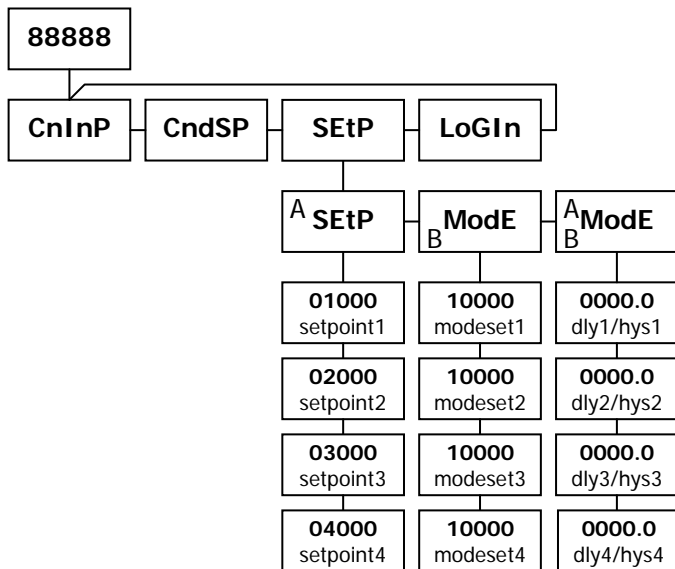 88888
CnInP CndSP SEtP LoGIn
A SEtP B ModE A B ModE
01000 10000 0000.0
setpoint1 modeset1 dly1/hys1
02000 10000 0000.0
setpoint2 modeset2 dly2/hys2
03000 10000 0000.0
setpoint3 modeset3 dly3/hys3
04000 10000 0000.0
setpoint4 modeset4 dly4/hys4